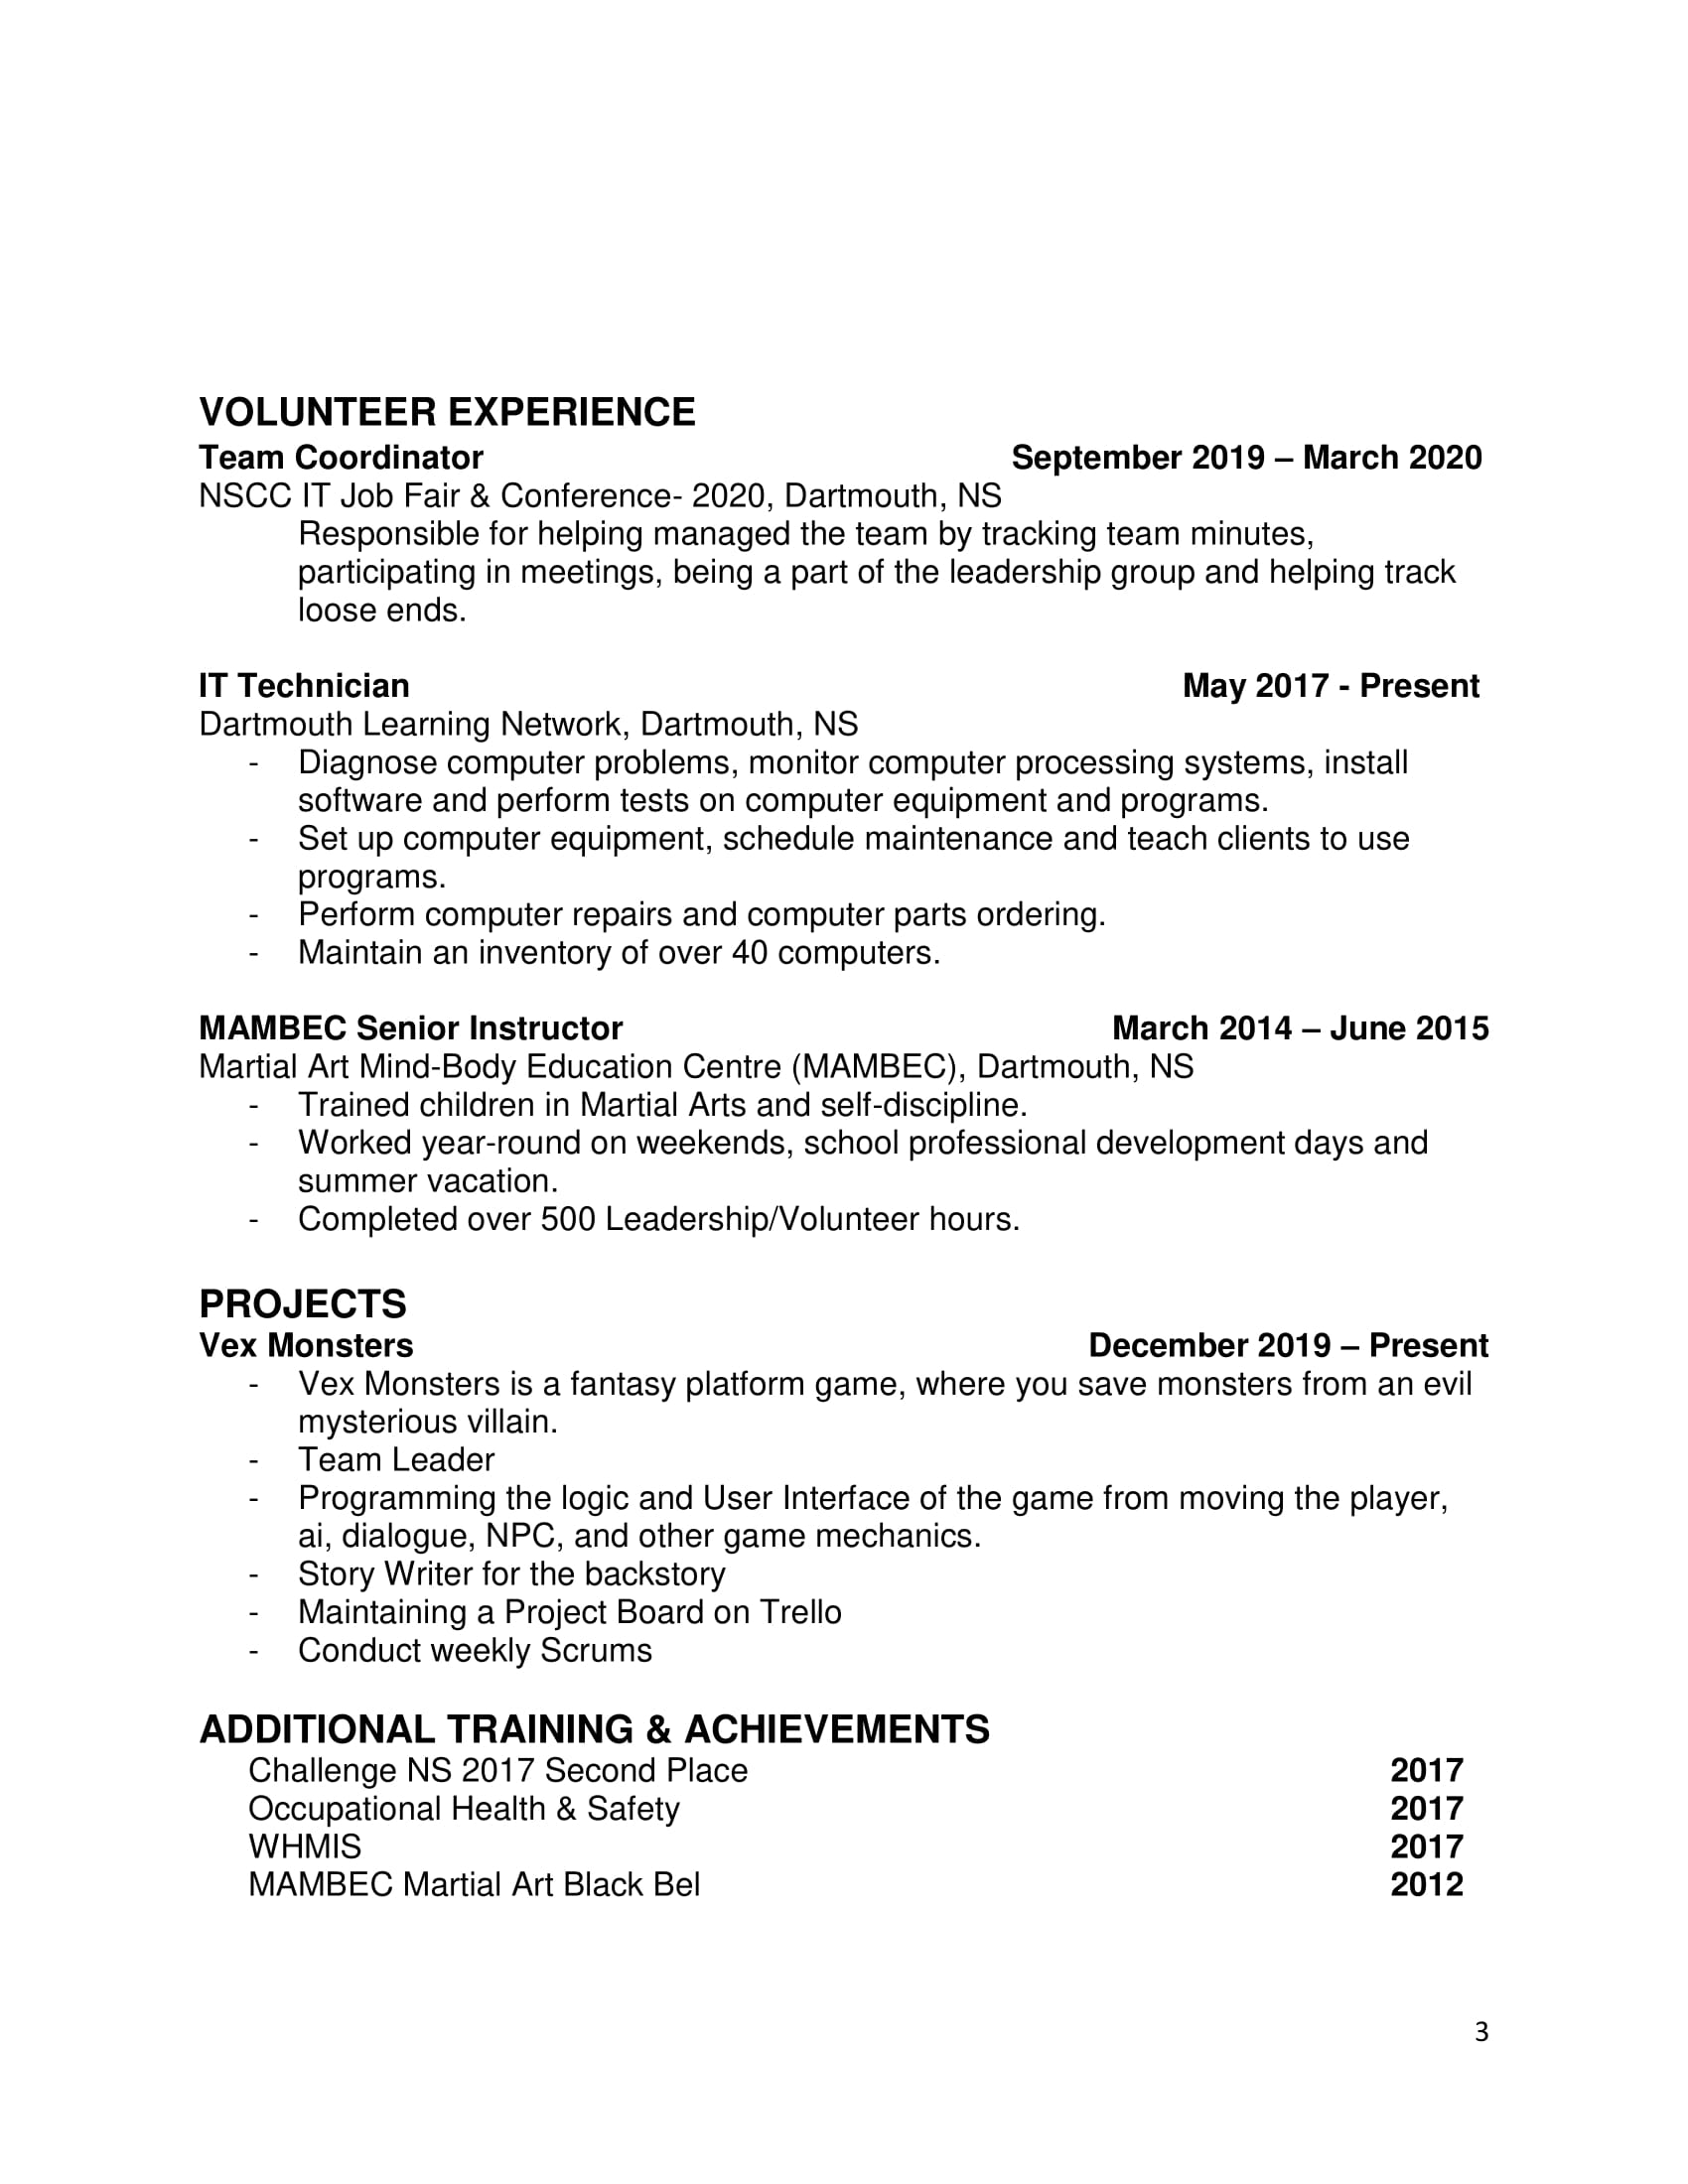 VOLUNTEER EXPERIENCE
Team Coordinator September 2019 – March 2020
NSCC IT Job Fair & Conference- 2020, Dartmouth, NS
Responsible for helping managed the team by tracking team minutes,
participating in meetings, being a part of the leadership group and helping track
loose ends.
IT Technician May 2017 - Present
Dartmouth Learning Network, Dartmouth, NS
- Diagnose computer problems, monitor computer processing systems, install
software and perform tests on computer equipment and programs.
- Set up computer equipment, schedule maintenance and teach clients to use
programs.
- Perform computer repairs and computer parts ordering.
- Maintain an inventory of over 40 computers.
MAMBEC Senior Instructor March 2014 – June 2015
Martial Art Mind-Body Education Centre (MAMBEC), Dartmouth, NS
- Trained children in Martial Arts and self-discipline.
- Worked year-round on weekends, school professional development days and
summer vacation.
- Completed over 500 Leadership/Volunteer hours.
PROJECTS
Vex Monsters December 2019 – Present
- Vex Monsters is a fantasy platform game, where you save monsters from an evil
mysterious villain.
- Team Leader
- Programming the logic and User Interface of the game from moving the player,
ai, dialogue, NPC, and other game mechanics.
- Story Writer for the backstory
- Maintaining a Project Board on Trello
- Conduct weekly Scrums
ADDITIONAL TRAINING & ACHIEVEMENTS
Challenge NS 2017 Second Place 2017
Occupational Health & Safety 2017
WHMIS 2017
MAMBEC Martial Art Black Bel 2012
3